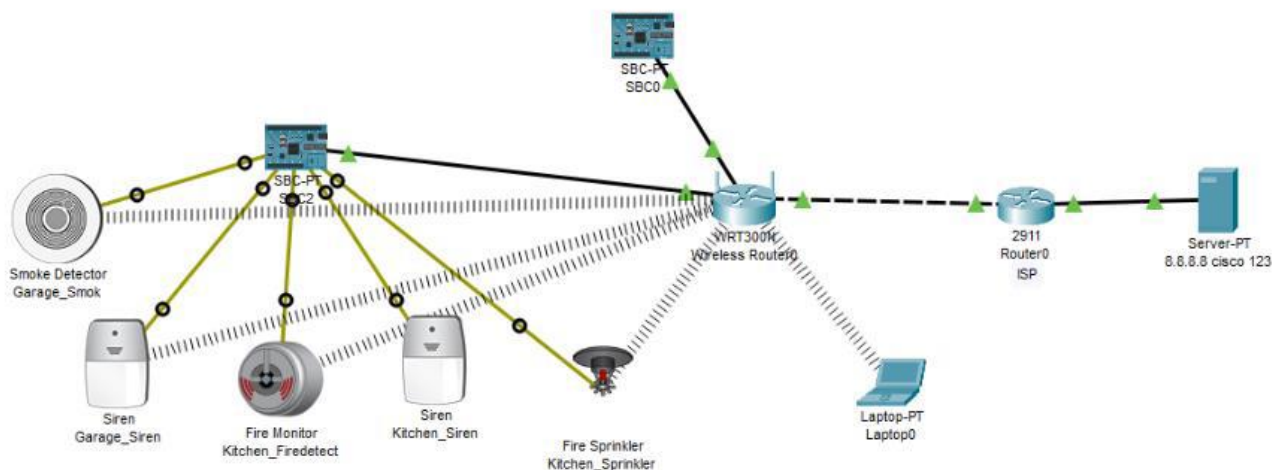 SBC-PT
SBC0
SBC-PT
SBC2
Smoke Detector
Garage_Smok
WRT300N
Wireless Router0
2911
Router0
ISP
Server-PT
8.8.8.8 cisco 123
Siren
Garage_Siren
Fire Monitor
Kitchen_Firedetect
Siren
Kitchen_Siren
Fire Sprinkler
Kitchen_Sprinkler
Laptop-PT
Laptop0